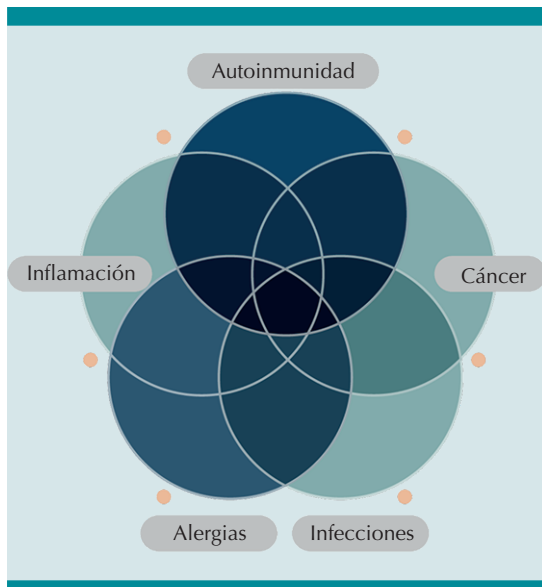 Autoinmunidad
Inflamación
Cáncer
Alergias
Infecciones